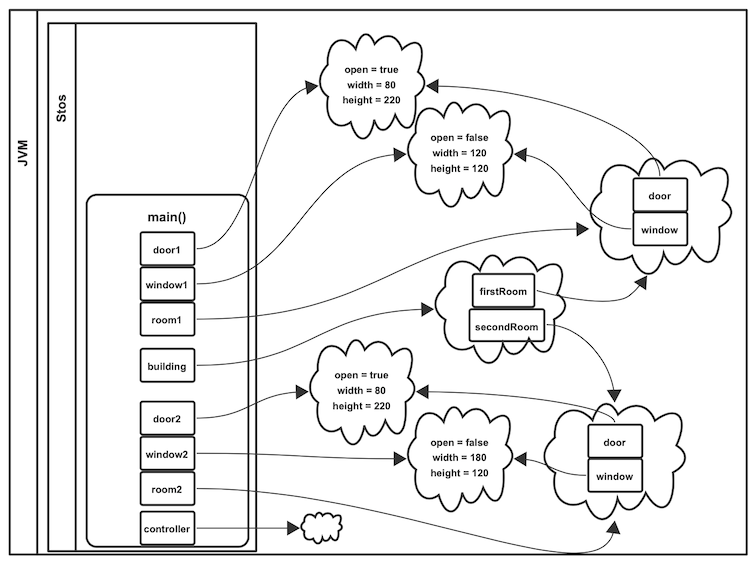 JVM
Stos
main()
door1
window1
room1
building
door2
window2
room2
controller
open = true
width = 80
height = 220
open = false
width = 120
height = 120
door
window
firstRoom
secondRoom
open = true
width = 80
height = 220
open = false
width = 180
height = 120
door
window